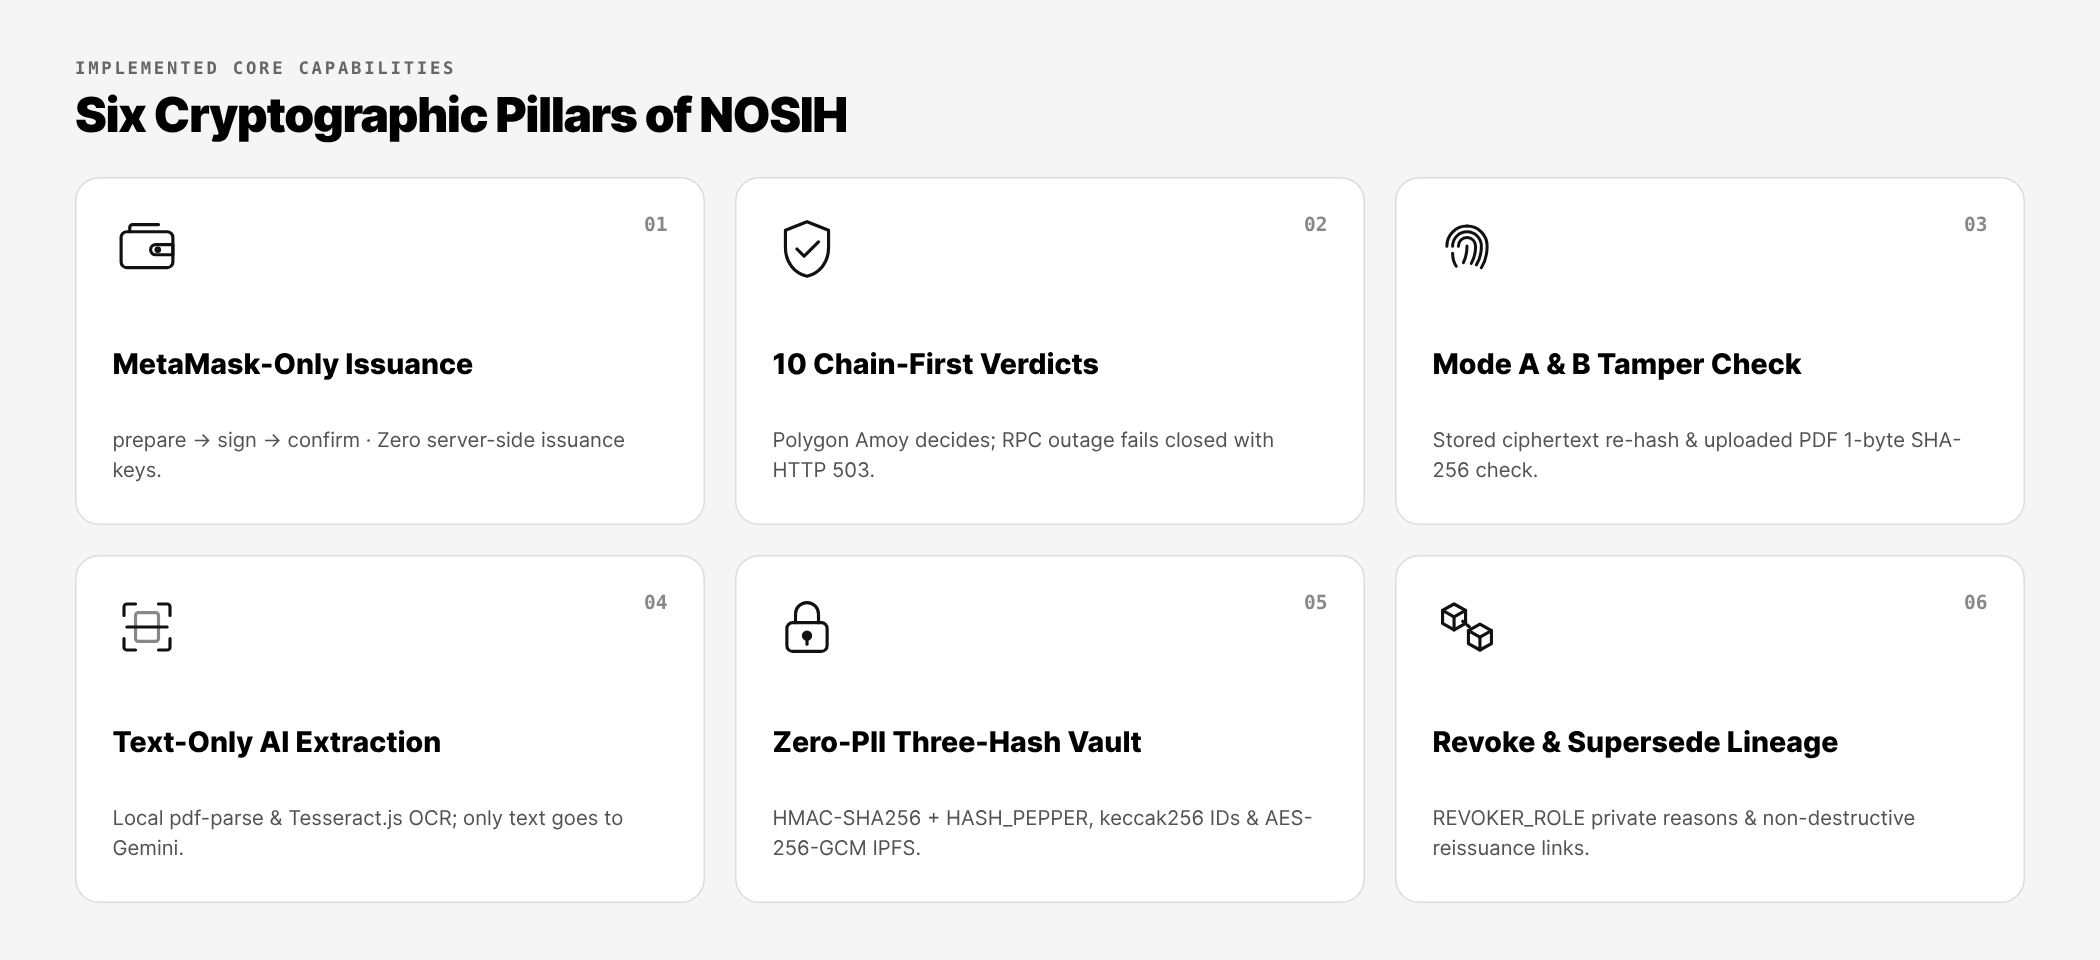 IMPLEMENTED CORE CAPABILITIES
Six Cryptographic Pillars of NOSIH
01
MetaMask-Only Issuance
prepare → sign → confirm · Zero server-side issuance
keys.
02
10 Chain-First Verdicts
Polygon Amoy decides; RPC outage fails closed with
HTTP 503.
03
Mode A & B Tamper Check
Stored ciphertext re-hash & uploaded PDF 1-byte SHA-
256 check.
04
Text-Only AI Extraction
Local pdf-parse & Tesseract.js OCR; only text goes to
Gemini.
05
Zero-PII Three-Hash Vault
HMAC-SHA256 + HASH_PEPPER, keccak256 IDs & AES-
256-GCM IPFS.
06
Revoke & Supersede Lineage
REVOKER_ROLE private reasons & non-destructive
reissuance links.